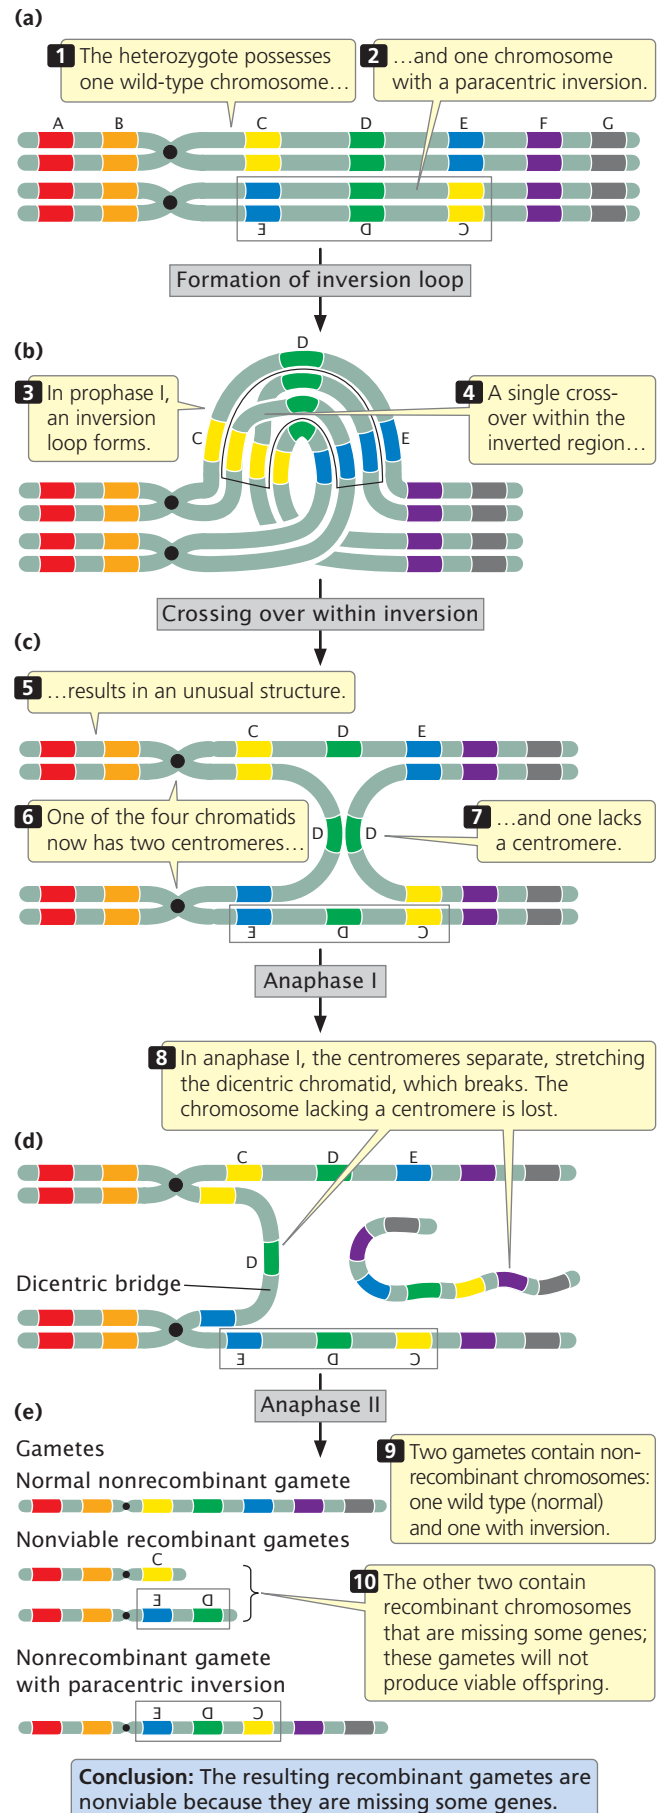 (a)
1 The heterozygote possesses
one wild-type chromosome…
2 …and one chromosome
with a paracentric inversion.
A B C D E F G
E D C
Formation of inversion loop
(b)
D
3 In prophase I,
an inversion
loop forms.
4 A single cross-
over within the
inverted region…
C E
Crossing over within inversion
(c)
5 …results in an unusual structure.
C D E
6 One of the four chromatids
now has two centromeres…
D D
7 …and one lacks
a centromere.
E D C
Anaphase I
8 In anaphase I, the centromeres separate, stretching
the dicentric chromatid, which breaks. The
chromosome lacking a centromere is lost.
(d)
C D E
D
Dicentric bridge
E D C
Anaphase II
(e)
Gametes
Normal nonrecombinant gamete
9 Two gametes contain non-
recombinant chromosomes:
one wild type (normal)
and one with inversion.
Nonviable recombinant gametes
C
E D
10 The other two contain
recombinant chromosomes
that are missing some genes;
these gametes will not
produce viable offspring.
Nonrecombinant gamete
with paracentric inversion
E D C
Conclusion: The resulting recombinant gametes are
nonviable because they are missing some genes.